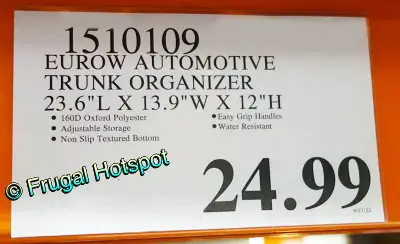 1510109
EUROW AUTOMOTIVE
TRUNK ORGANIZER
23.6"L X 13.9"W X 12"H
• 160D Oxford Polyester
• Adjustable Storage
• Non Slip Textured Bottom
• Easy Grip Handles
• Water Resistant
© Frugal Hotspot
24.99